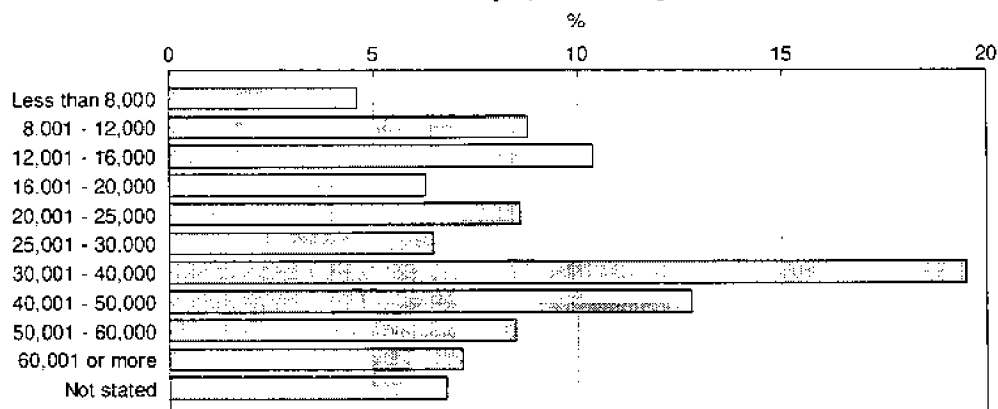 %
0 5 10 15 20
Less than 8,000
8.001 - 12,000
12,001 - 16,000
16.001 - 20,000
20,001 - 25,000
25,001 - 30.000
30,001 - 40,000
40,001 - 50,000
50,001 - 60,000
60,001 or more
Not stated